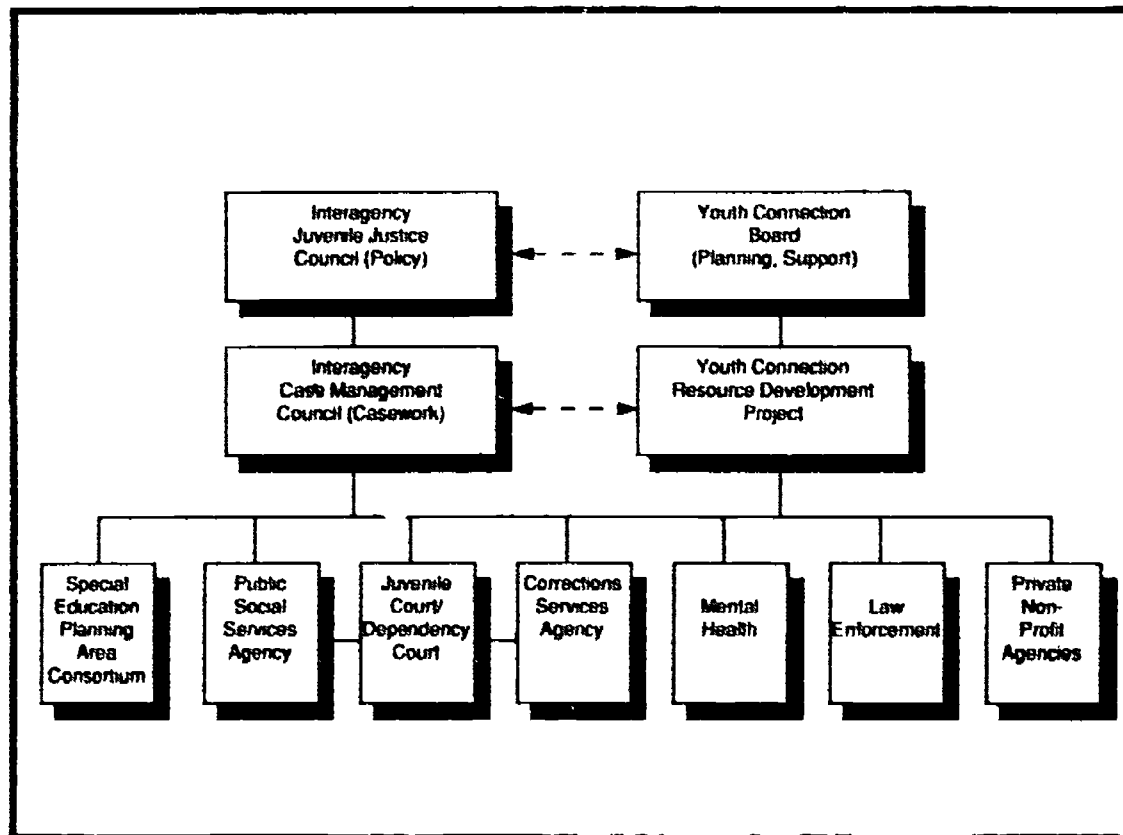 Interagency
Juvenile Justice
Council (Policy)
Youth Connection
Board
(Planning, Support)
Interagency
Case Management
Council (Casework)
Youth Connection
Resource Development
Project
Special
Education
Planning
Area
Consortium
Public
Social
Services
Agency
Juvenile
Court/
Dependency
Court
Corrections
Services
Agency
Mental
Health
Law
Enforcement
Private
Non-
Profit
Agencies